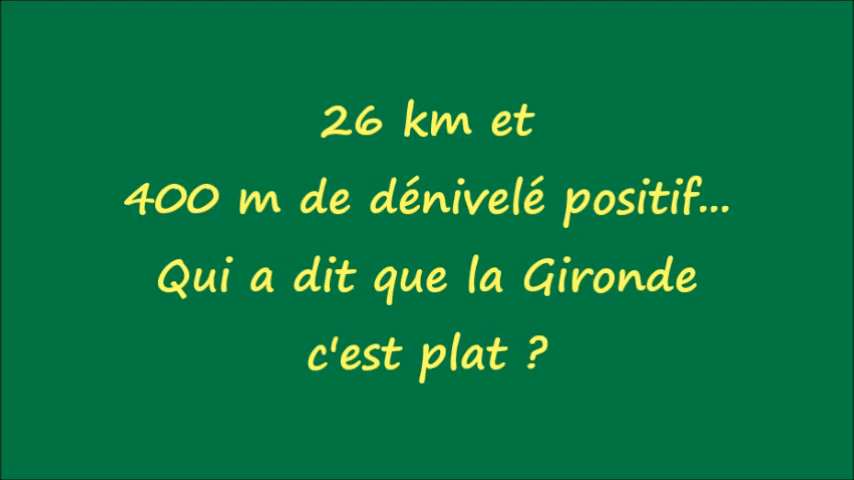 26 km et
400 m de dénivelé positif...
Qui a dit que la Gironde
c'est plat ?